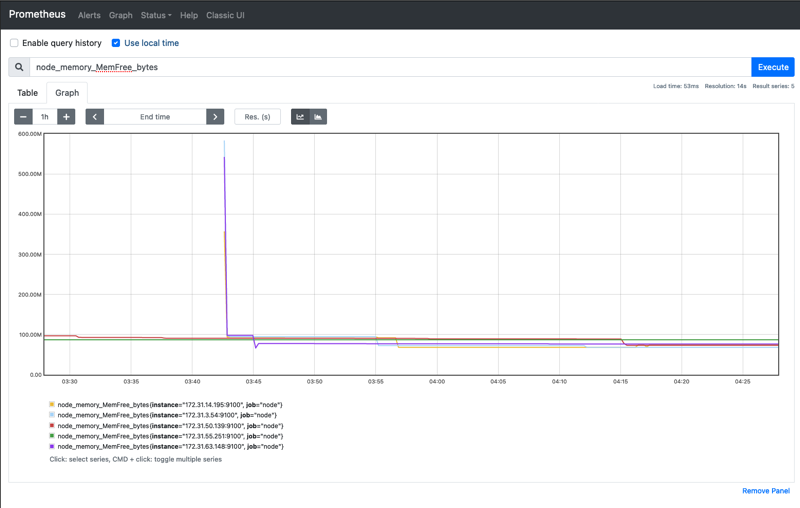 Prometheus Alerts Graph Status Help Classic UI
Enable query history Use local time
node_memory_MemFree_bytes Execute
Load time: 53ms Resolution: 14s Result series: 5
Table Graph
− 1h + End time Res. (s)
600.00M
500.00M
400.00M
300.00M
200.00M
100.00M
0.00
03:30 03:35 03:40 03:45 03:50 03:55 04:00 04:05 04:10 04:15 04:20 04:25
node_memory_MemFree_bytes{instance="172.31.14.195:9100", job="node"}
node_memory_MemFree_bytes{instance="172.31.3.54:9100", job="node"}
node_memory_MemFree_bytes{instance="172.31.50.139:9100", job="node"}
node_memory_MemFree_bytes{instance="172.31.55.251:9100", job="node"}
node_memory_MemFree_bytes{instance="172.31.63.148:9100", job="node"}
Click: select series, CMD + click: toggle multiple series
Remove Panel